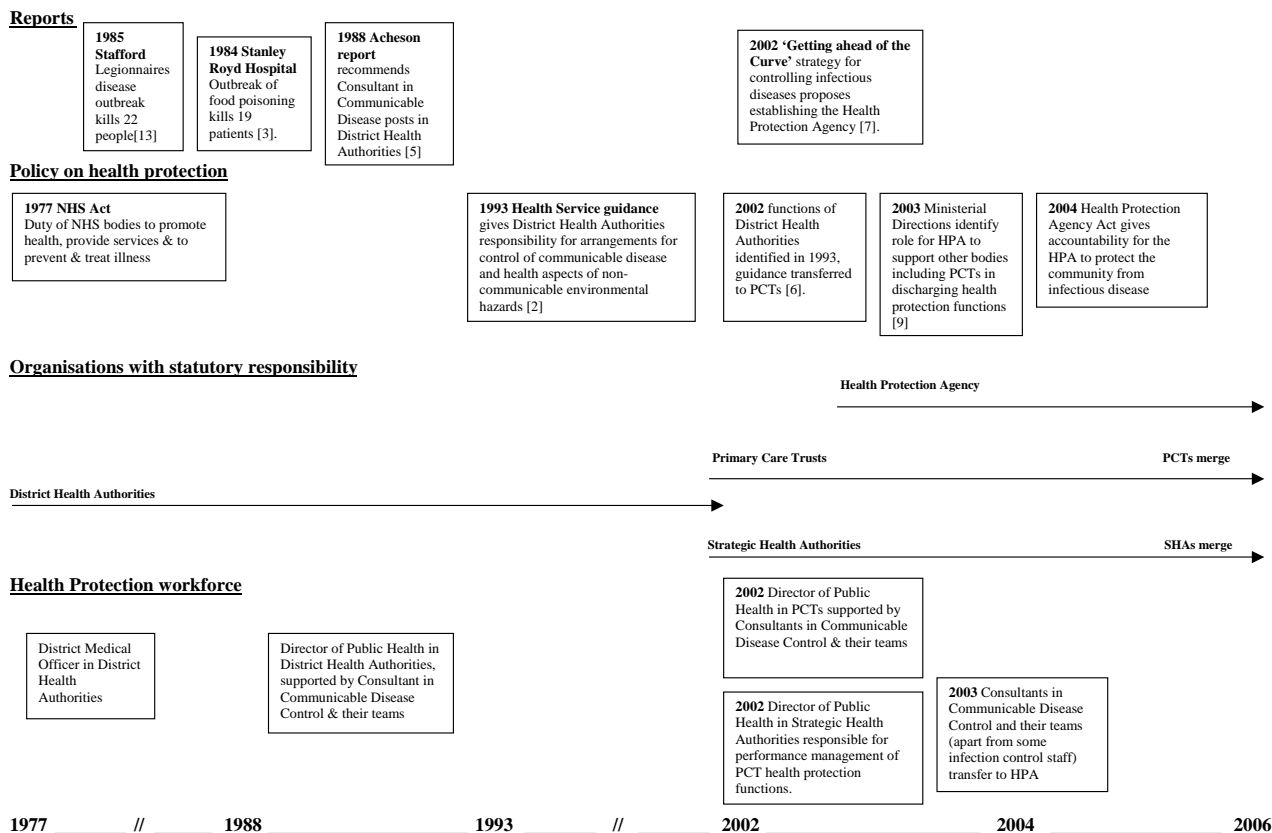 Reports
1985
Stafford
Legionnaires
disease
outbreak
kills 22
people[13]
1984 Stanley
Royd Hospital
Outbreak of
food poisoning
kills 19
patients [3].
1988 Acheson
report
recommends
Consultant in
Communicable
Disease posts in
District Health
Authorities [5]
2002 ‘Getting ahead of the
Curve’ strategy for
controlling infectious
diseases proposes
establishing the Health
Protection Agency [7].
Policy on health protection
1977 NHS Act
Duty of NHS bodies to promote
health, provide services & to
prevent & treat illness
1993 Health Service guidance
gives District Health Authorities
responsibility for arrangements for
control of communicable disease
and health aspects of non-
communicable environmental
hazards [2]
2002 functions of
District Health
Authorities
identified in 1993,
guidance transferred
to PCTs [6].
2003 Ministerial
Directions identify
role for HPA to
support other bodies
including PCTs in
discharging health
protection functions
[9]
2004 Health Protection
Agency Act gives
accountability for the
HPA to protect the
community from
infectious disease
Organisations with statutory responsibility
Health Protection Agency
Primary Care Trusts PCTs merge
District Health Authorities
Strategic Health Authorities SHAs merge
Health Protection workforce
District Medical
Officer in District
Health
Authorities
Director of Public Health in
District Health Authorities,
supported by Consultant in
Communicable Disease
Control & their teams
2002 Director of Public
Health in PCTs supported by
Consultants in Communicable
Disease Control & their teams
2002 Director of Public
Health in Strategic Health
Authorities responsible for
performance management of
PCT health protection
functions.
2003 Consultants in
Communicable Disease
Control and their teams
(apart from some
infection control staff)
transfer to HPA
1977 // 1988 1993 // 2002 2004 2006